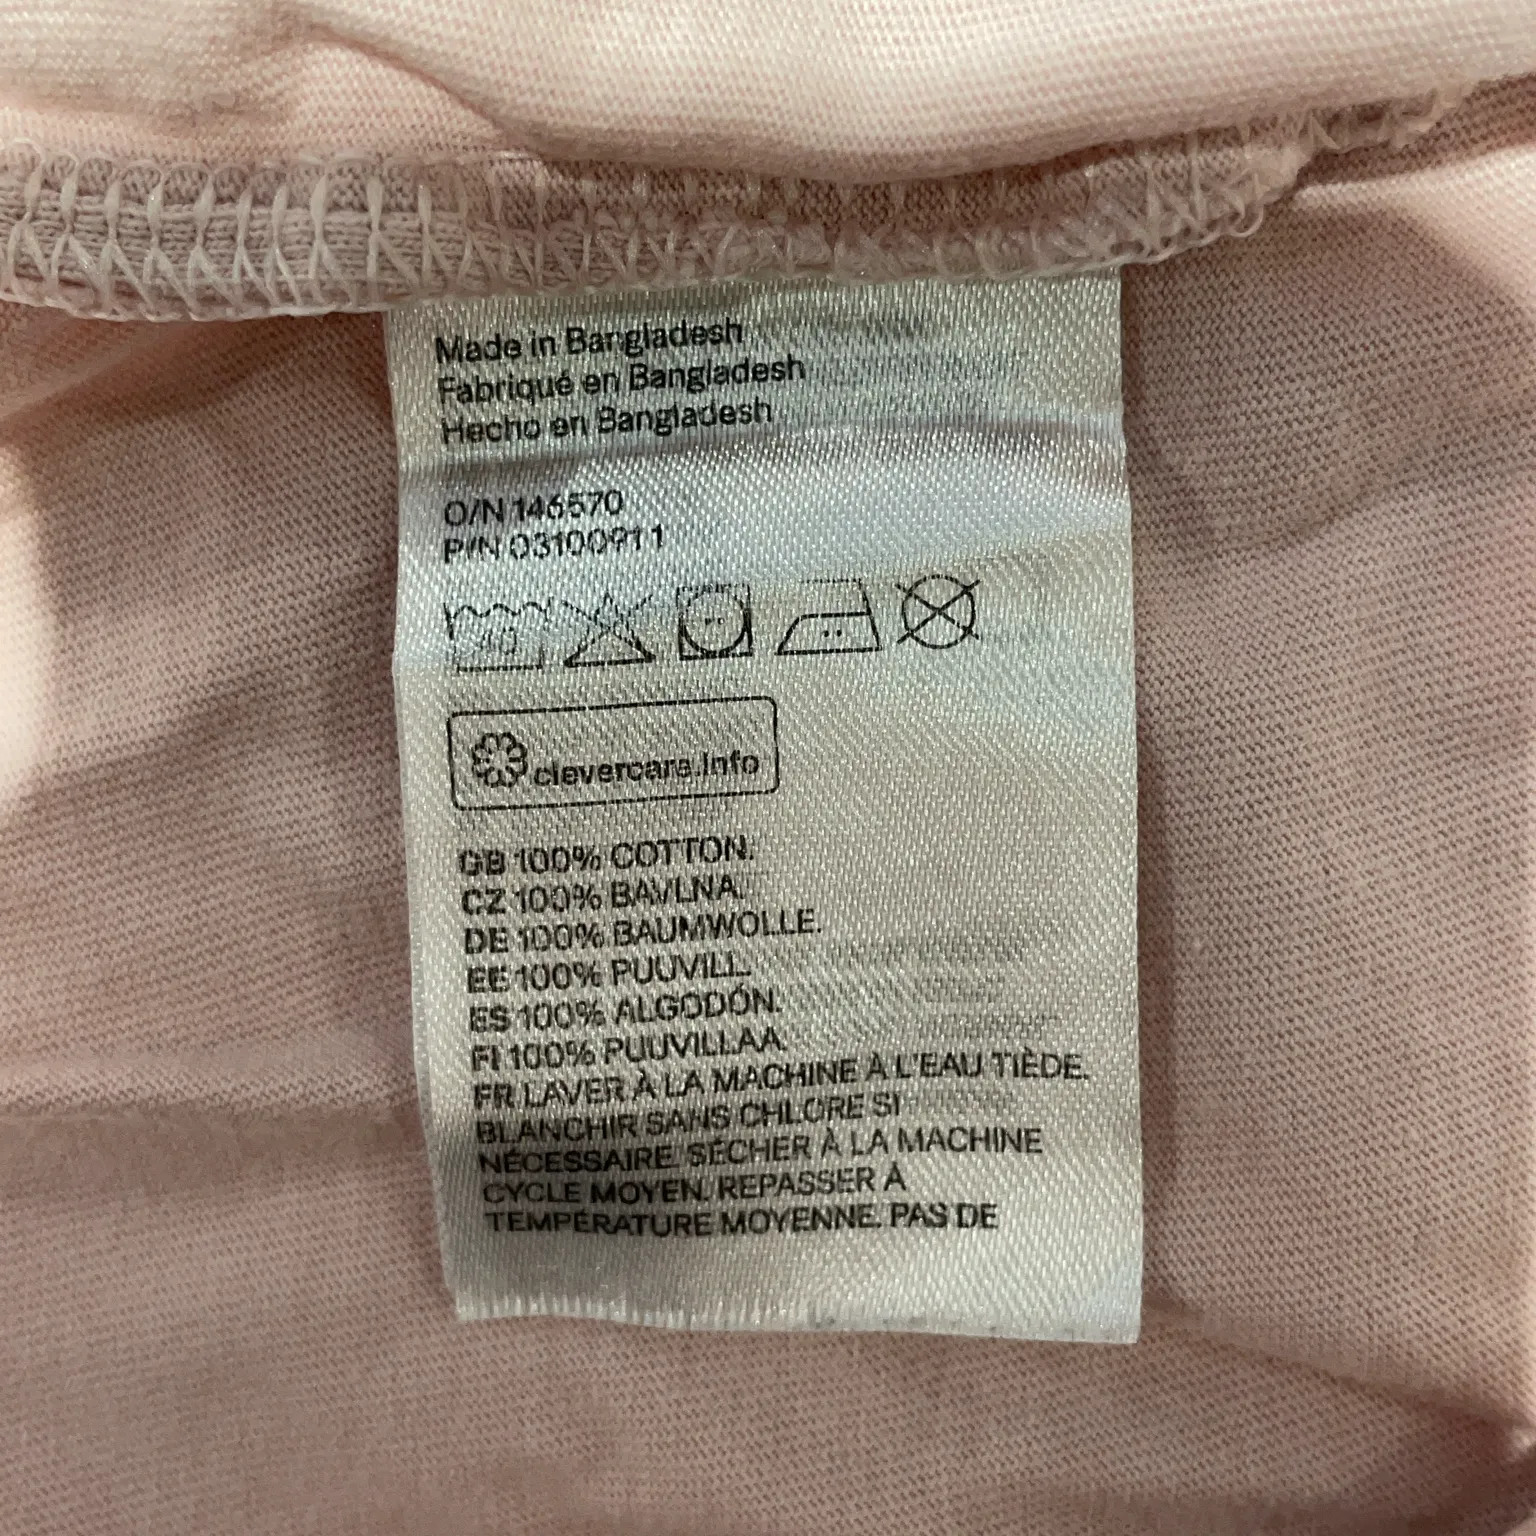 Made in Bangladesh
Fabriqué en Bangladesh
Hecho en Bangladesh
O/N 146570
P/N 03100911
40
clevercare.info
GB 100% COTTON.
CZ 100% BAVLNA.
DE 100% BAUMWOLLE.
EE 100% PUUVILL.
ES 100% ALGODÓN.
FI 100% PUUVILLAA.
FR LAVER À LA MACHINE À L'EAU TIÈDE.
BLANCHIR SANS CHLORE SI
NÉCESSAIRE. SÉCHER À LA MACHINE
CYCLE MOYEN. REPASSER À
TEMPÉRATURE MOYENNE. PAS DE